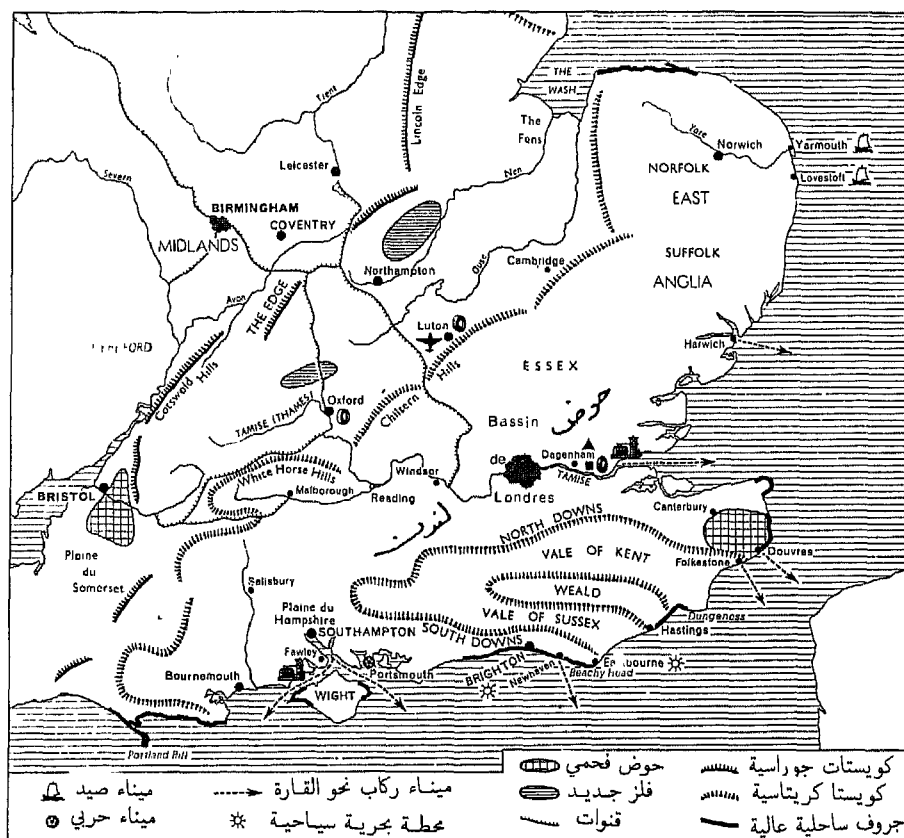 THE
WASH
Trent
Lincoln Edge
The
Fens
Yare
Norwich
Yarmouth
Lovestoft
NORFOLK
EAST
SUFFOLK
ANGLIA
Leicester
Nen
Severn
BIRMINGHAM
COVENTRY
MIDLANDS
Northampton
Ouse
Cambridge
Avon
THE EDGE
Luton
Hills
Chiltern
Harwich
Cotswold Hills
ESSEX
Oxford
TAMISE (THAMES)
حوض
Bassin
de
Londres
Dagenham
TAMISE
White Horse Hills
Windsor
BRISTOL
Malborough
Reading
لندن
Canterbury
NORTH DOWNS
VALE OF KENT
Douvres
Folkestone
Plaine
du
Somerset
Salisbury
WEALD
Dungeness
Plaine du
Hampshire
VALE OF SUSSEX
SOUTHAMPTON
SOUTH DOWNS
Hastings
Fawley
Bournemouth
Portsmouth
BRIGHTON
Newhaven
Beachy Head
WIGHT
Portland Bill
كويستات جوراسية
حوض فحمي
ميناء ركاب نحو القارة
ميناء صيد
كويستا كريتاسية
فلز حديد
محطة بحرية سياحية
ميناء حربي
جروف ساحلية عالية
قنوات